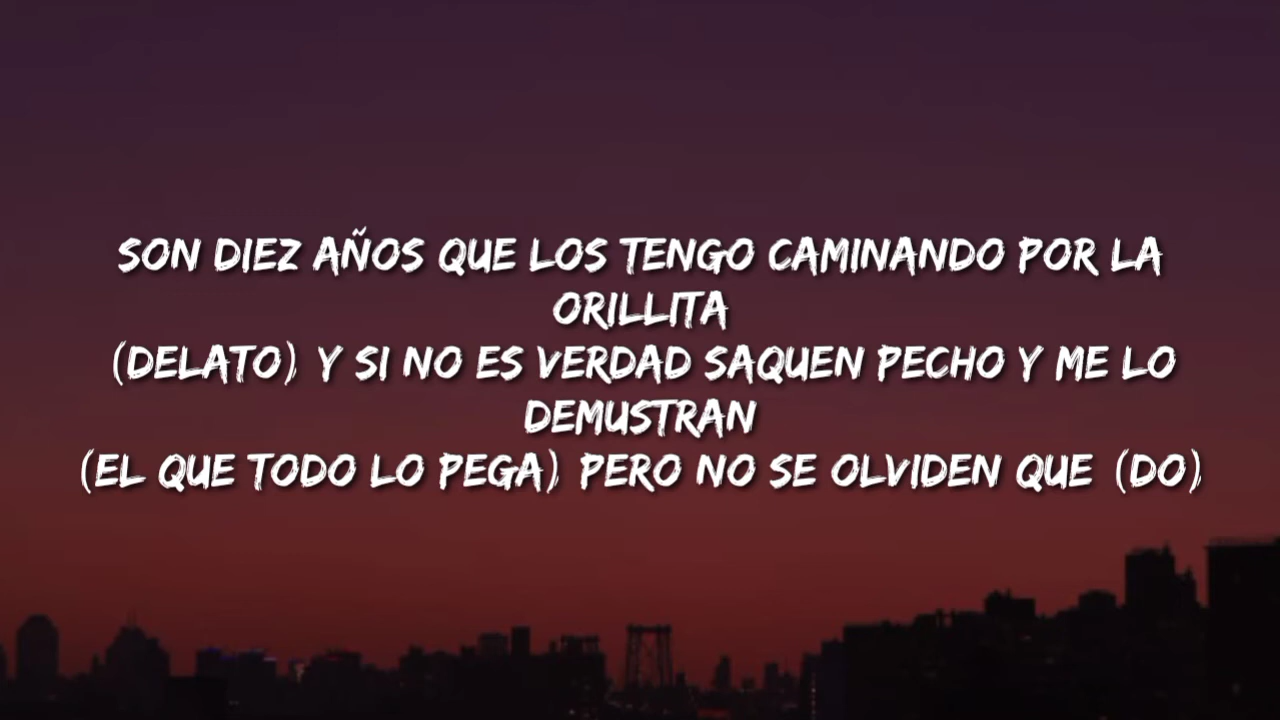 SON DIEZ AÑOS QUE LOS TENGO CAMINANDO POR LA
ORILLITA
(DELATO) Y SI NO ES VERDAD SAQUEN PECHO Y ME LO
DEMUSTRAN
(EL QUE TODO LO PEGA) PERO NO SE OLVIDEN QUE (DO)